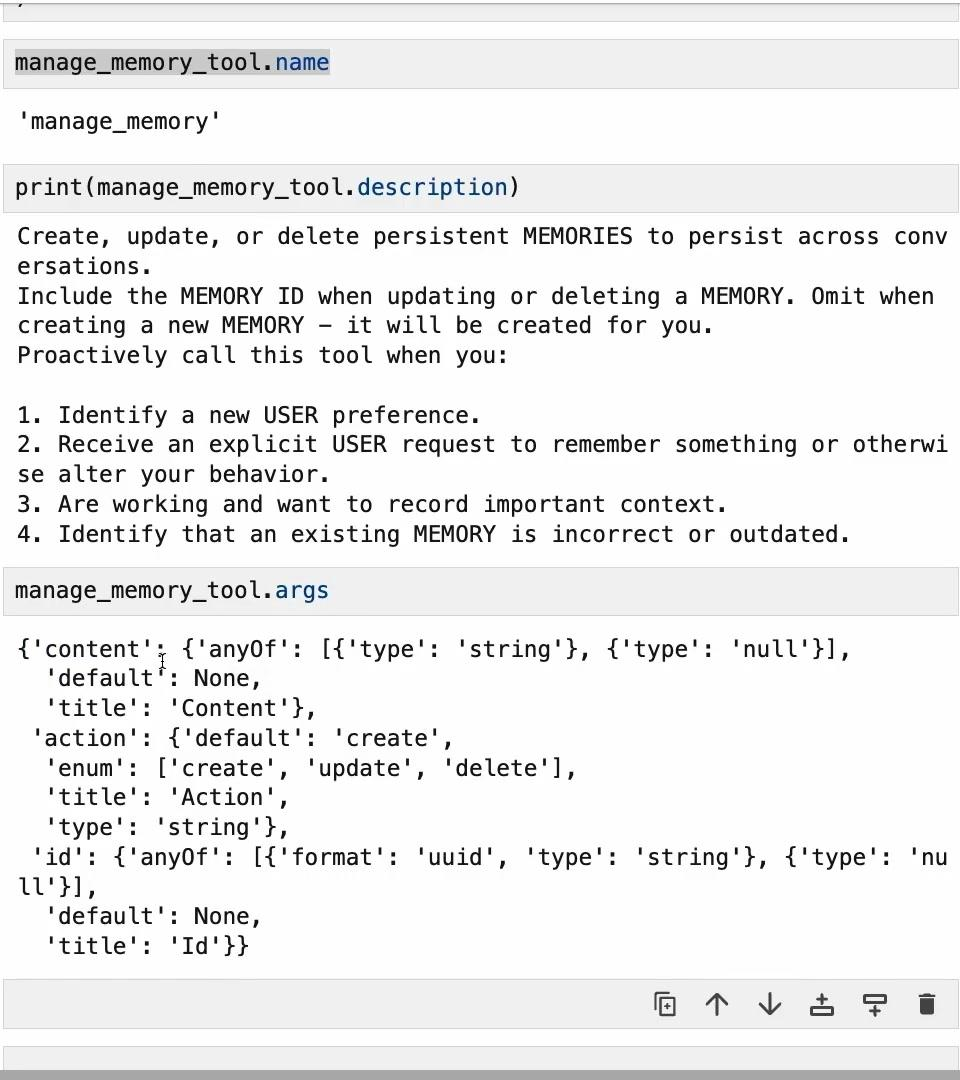 manage_memory_tool.name
'manage_memory'
print(manage_memory_tool.description)
Create, update, or delete persistent MEMORIES to persist across conv
ersations.
Include the MEMORY ID when updating or deleting a MEMORY. Omit when
creating a new MEMORY – it will be created for you.
Proactively call this tool when you:
1. Identify a new USER preference.
2. Receive an explicit USER request to remember something or otherwi
se alter your behavior.
3. Are working and want to record important context.
4. Identify that an existing MEMORY is incorrect or outdated.
manage_memory_tool.args
{'content': {'anyOf': [{'type': 'string'}, {'type': 'null'}],
'default': None,
'title': 'Content'},
'action': {'default': 'create',
'enum': ['create', 'update', 'delete'],
'title': 'Action',
'type': 'string'},
'id': {'anyOf': [{'format': 'uuid', 'type': 'string'}, {'type': 'nu
ll'}],
'default': None,
'title': 'Id'}}